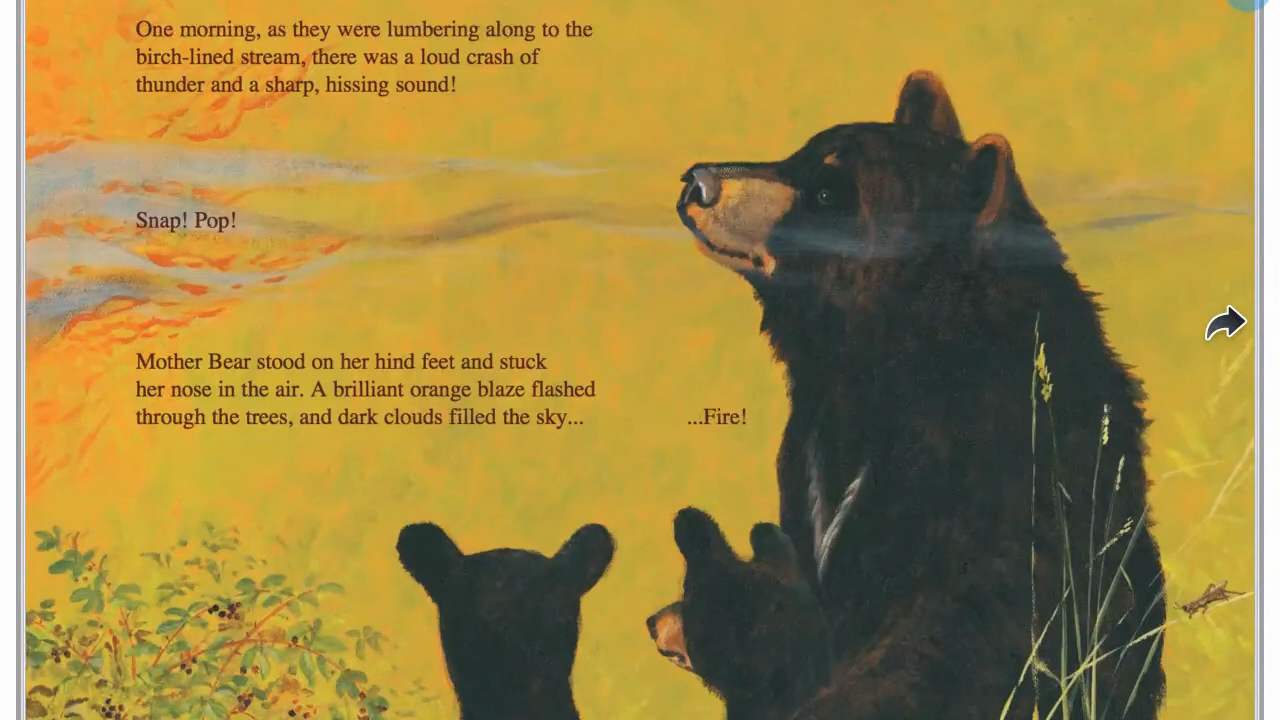 One morning, as they were lumbering along to the
birch-lined stream, there was a loud crash of
thunder and a sharp, hissing sound!
Snap! Pop!
Mother Bear stood on her hind feet and stuck
her nose in the air. A brilliant orange blaze flashed
through the trees, and dark clouds filled the sky...
...Fire!